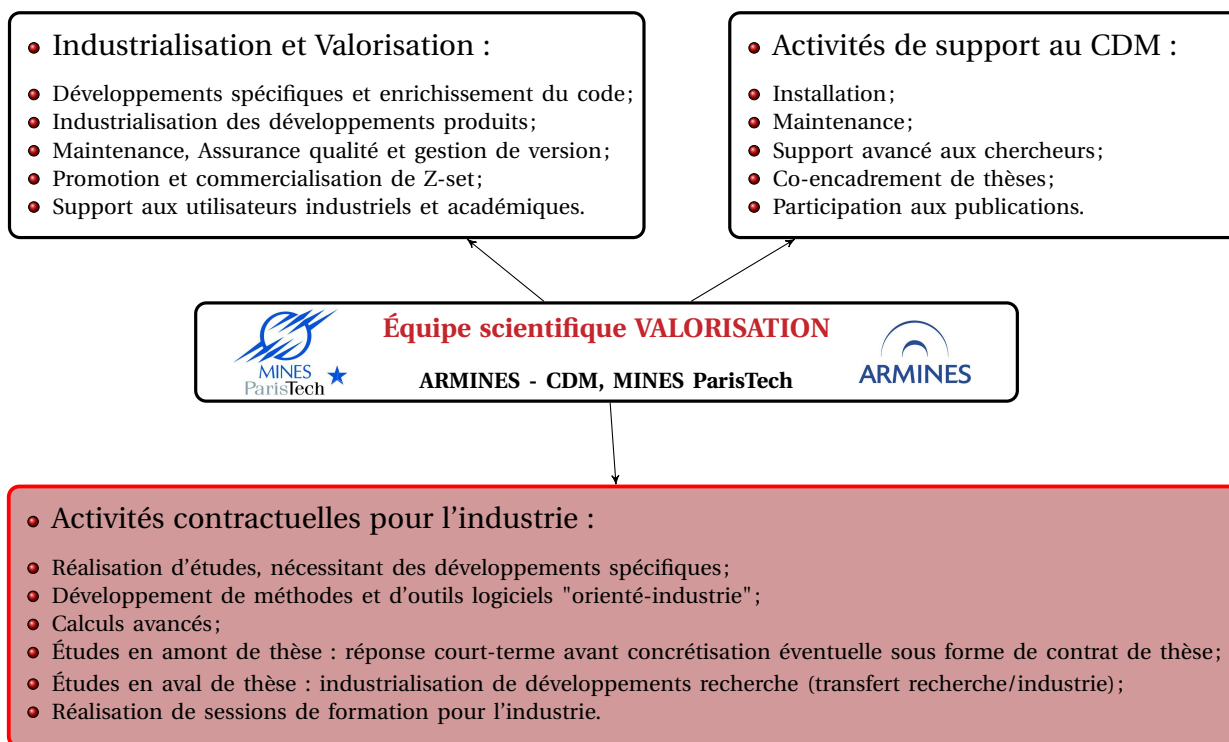 Industrialisation et Valorisation :
Développements spécifiques et enrichissement du code;
Industrialisation des développements produits;
Maintenance, Assurance qualité et gestion de version;
Promotion et commercialisation de Z-set;
Support aux utilisateurs industriels et académiques.
Activités de support au CDM :
Installation;
Maintenance;
Support avancé aux chercheurs;
Co-encadrement de thèses;
Participation aux publications.
MINES
ParisTech
Équipe scientifique VALORISATION
ARMINES - CDM, MINES ParisTech
ARMINES
Activités contractuelles pour l'industrie :
Réalisation d'études, nécessitant des développements spécifiques;
Développement de méthodes et d'outils logiciels "orienté-industrie";
Calculs avancés;
Études en amont de thèse : réponse court-terme avant concrétisation éventuelle sous forme de contrat de thèse;
Études en aval de thèse : industrialisation de développements recherche (transfert recherche/industrie);
Réalisation de sessions de formation pour l'industrie.